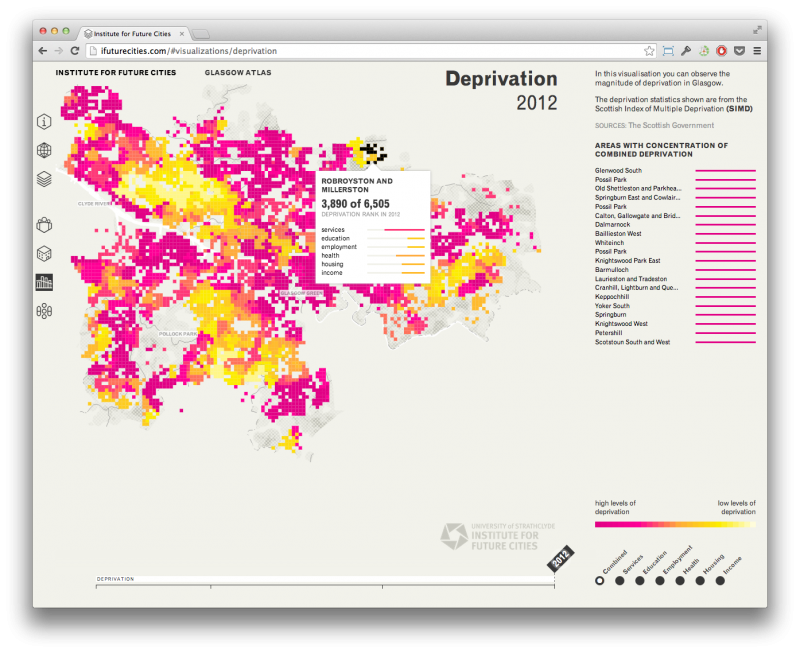 Institute for Future Cities
ifuturecities.com/#visualizations/deprivation
INSTITUTE FOR FUTURE CITIES
GLASGOW ATLAS
Deprivation
2012
In this visualisation you can observe the
magnitude of deprivation in Glasgow.
The deprivation statistics shown are from the
Scottish Index of Multiple Deprivation (SIMD)
SOURCES: The Scottish Government
AREAS WITH CONCENTRATION OF
COMBINED DEPRIVATION
Glenwood South
Possil Park
Old Shettleston and Parkhea...
Springburn East and Cowlair...
Possil Park
Calton, Gallowgate and Brid...
Dalmarnock
Baillieston West
Whiteinch
Possil Park
Knightswood Park East
Barmulloch
Laurieston and Tradeston
Cranhill, Lightburn and Que...
Keppochhill
Yoker South
Springburn
Knightswood West
Petershill
Scotstoun South and West
CLYDE RIVER
ROBROYSTON AND
MILLERSTON
3,890 of 6,505
DEPRIVATION RANK IN 2012
services
education
employment
health
housing
income
GLASGOW GREEN
POLLOCK PARK
high levels of
deprivation
low levels of
deprivation
UNIVERSITY of STRATHCLYDE
INSTITUTE FOR
FUTURE CITIES
2012
DEPRIVATION
Combined
Services
Education
Employment
Health
Housing
Income